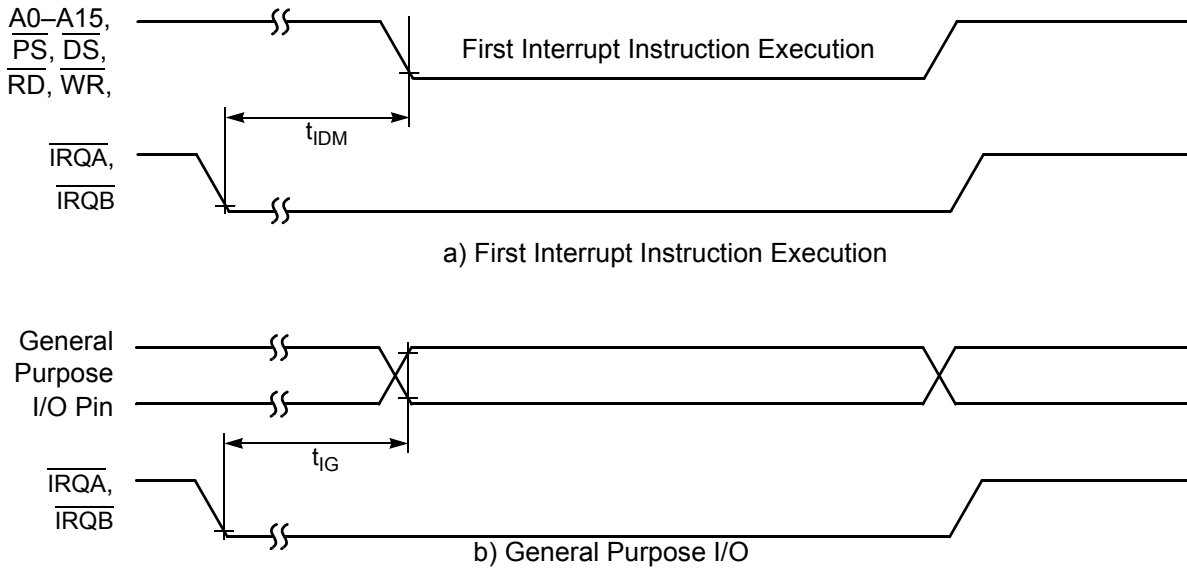 A0–A15,
PS, DS,
RD, WR,
First Interrupt Instruction Execution
tIDM
IRQA,
IRQB
a) First Interrupt Instruction Execution
General
Purpose
I/O Pin
tIG
IRQA,
IRQB
b) General Purpose I/O